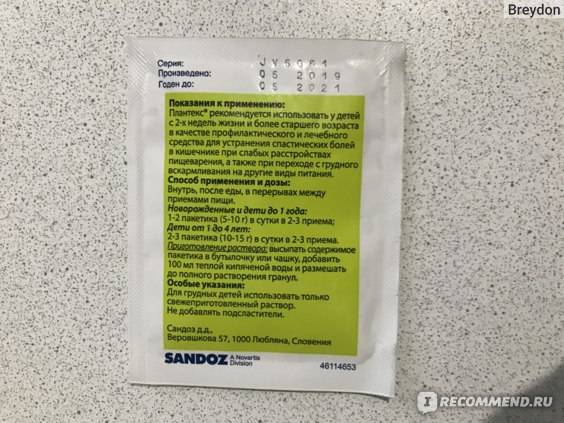 Breydon
Серия: JV5061
Произведено: 05 2019
Годен до: 05 2021
Показания к применению:
Плантекс® рекомендуется использовать у детей
с 2-х недель жизни и более старшего возраста
в качестве профилактического и лечебного
средства для устранения спастических болей
в кишечнике при слабых расстройствах
пищеварения, а также при переходе с грудного
вскармливания на другие виды питания.
Способ применения и дозы:
Внутрь, после еды, в перерывах между
приемами пищи.
Новорожденные и дети до 1 года:
1-2 пакетика (5-10 г) в сутки в 2-3 приема;
Дети от 1 до 4 лет:
2-3 пакетика (10-15 г) в сутки в 2-3 приема.
Приготовление раствора: высыпать содержимое
пакетика в бутылочку или чашку, добавить
100 мл теплой кипяченой воды и размешать
до полного растворения гранул.
Особые указания:
Для грудных детей использовать только
свежеприготовленный раствор.
Не добавлять подсластители.
Сандоз д.д.,
Веровшкова 57, 1000 Любляна, Словения
SANDOZ A Novartis
Division
46114653
I RECOMMEND.RU